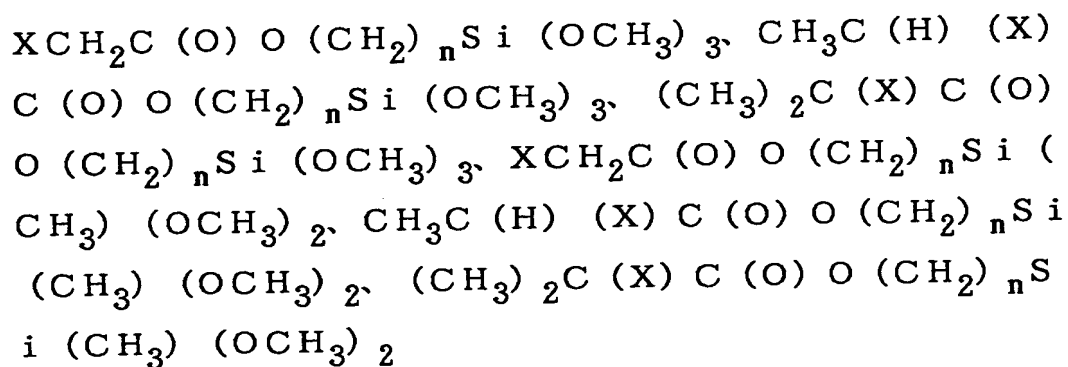 XCH₂C (O) O (CH₂) ₙSi (OCH₃) ₃、CH₃C (H) (X)
C (O) O (CH₂) ₙSi (OCH₃) ₃、(CH₃) ₂C (X) C (O)
O (CH₂) ₙSi (OCH₃) ₃、XCH₂C (O) O (CH₂) ₙSi (
CH₃) (OCH₃) ₂、CH₃C (H) (X) C (O) O (CH₂) ₙSi
(CH₃) (OCH₃) ₂、(CH₃) ₂C (X) C (O) O (CH₂) ₙS
i (CH₃) (OCH₃) ₂